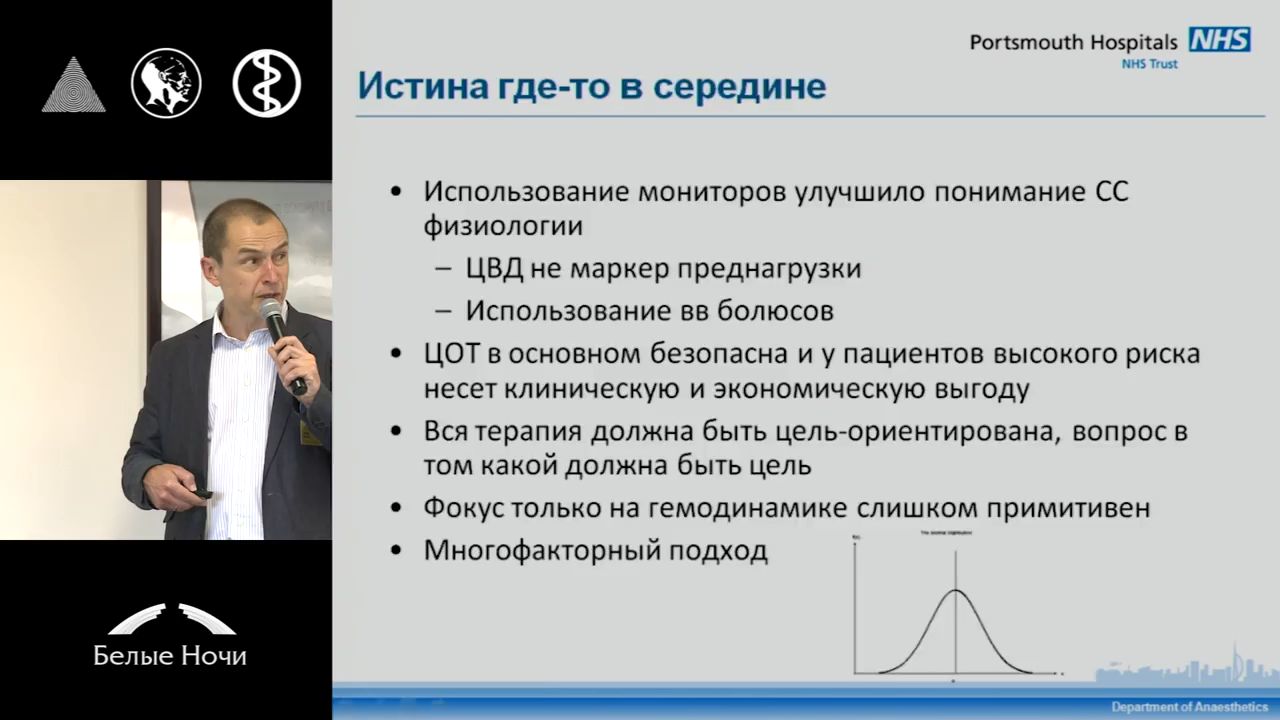 Portsmouth Hospitals NHS
NHS Trust
Истина где-то в середине
• Использование мониторов улучшило понимание СС
физиологии
– ЦВД не маркер преднагрузки
– Использование вв болюсов
• ЦОТ в основном безопасна и у пациентов высокого риска
несет клиническую и экономическую выгоду
• Вся терапия должна быть цель-ориентирована, вопрос в
том какой должна быть цель
• Фокус только на гемодинамике слишком примитивен
• Многофакторный подход
Белые Ночи
Department of Anaesthetics